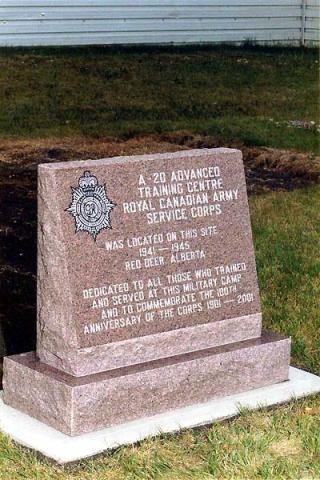 A-20 ADVANCED
TRAINING CENTRE
ROYAL CANADIAN ARMY
SERVICE CORPS
WAS LOCATED ON THIS SITE
1941 — 1945
RED DEER, ALBERTA
DEDICATED TO ALL THOSE WHO TRAINED
AND SERVED AT THIS MILITARY CAMP
AND TO COMMEMORATE THE 100TH
ANNIVERSARY OF THE CORPS 1901 — 2001